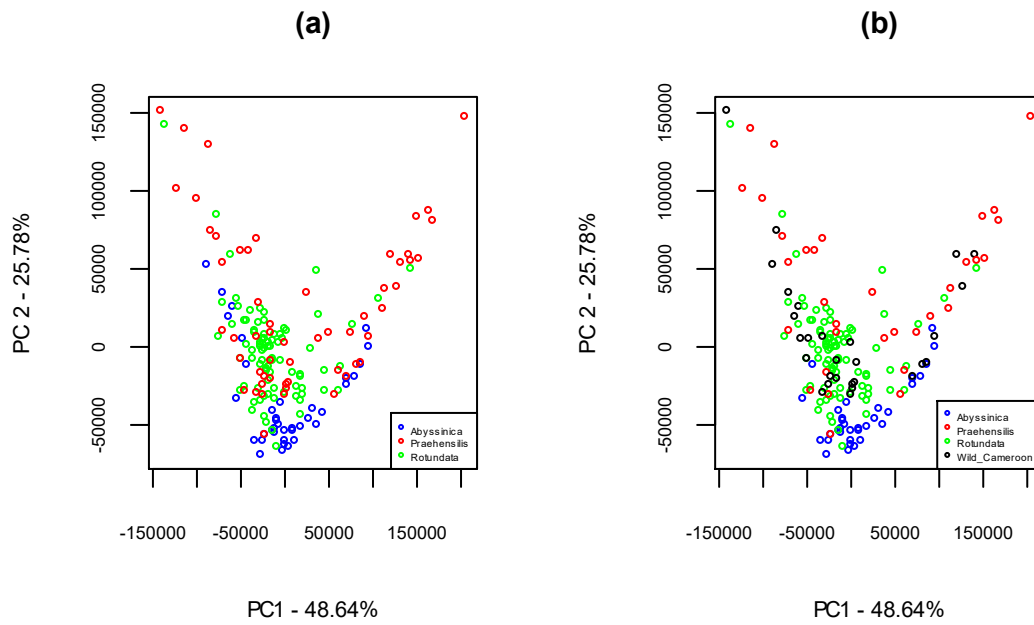 (a)
PC 2 - 25.78%
150000
100000
50000
0
-50000
Abyssinica
Praehensilis
Rotundata
-150000 -50000 50000 150000
PC1 - 48.64%
(b)
PC 2 - 25.78%
150000
100000
50000
0
-50000
Abyssinica
Praehensilis
Rotundata
Wild_Cameroon
-150000 -50000 50000 150000
PC1 - 48.64%